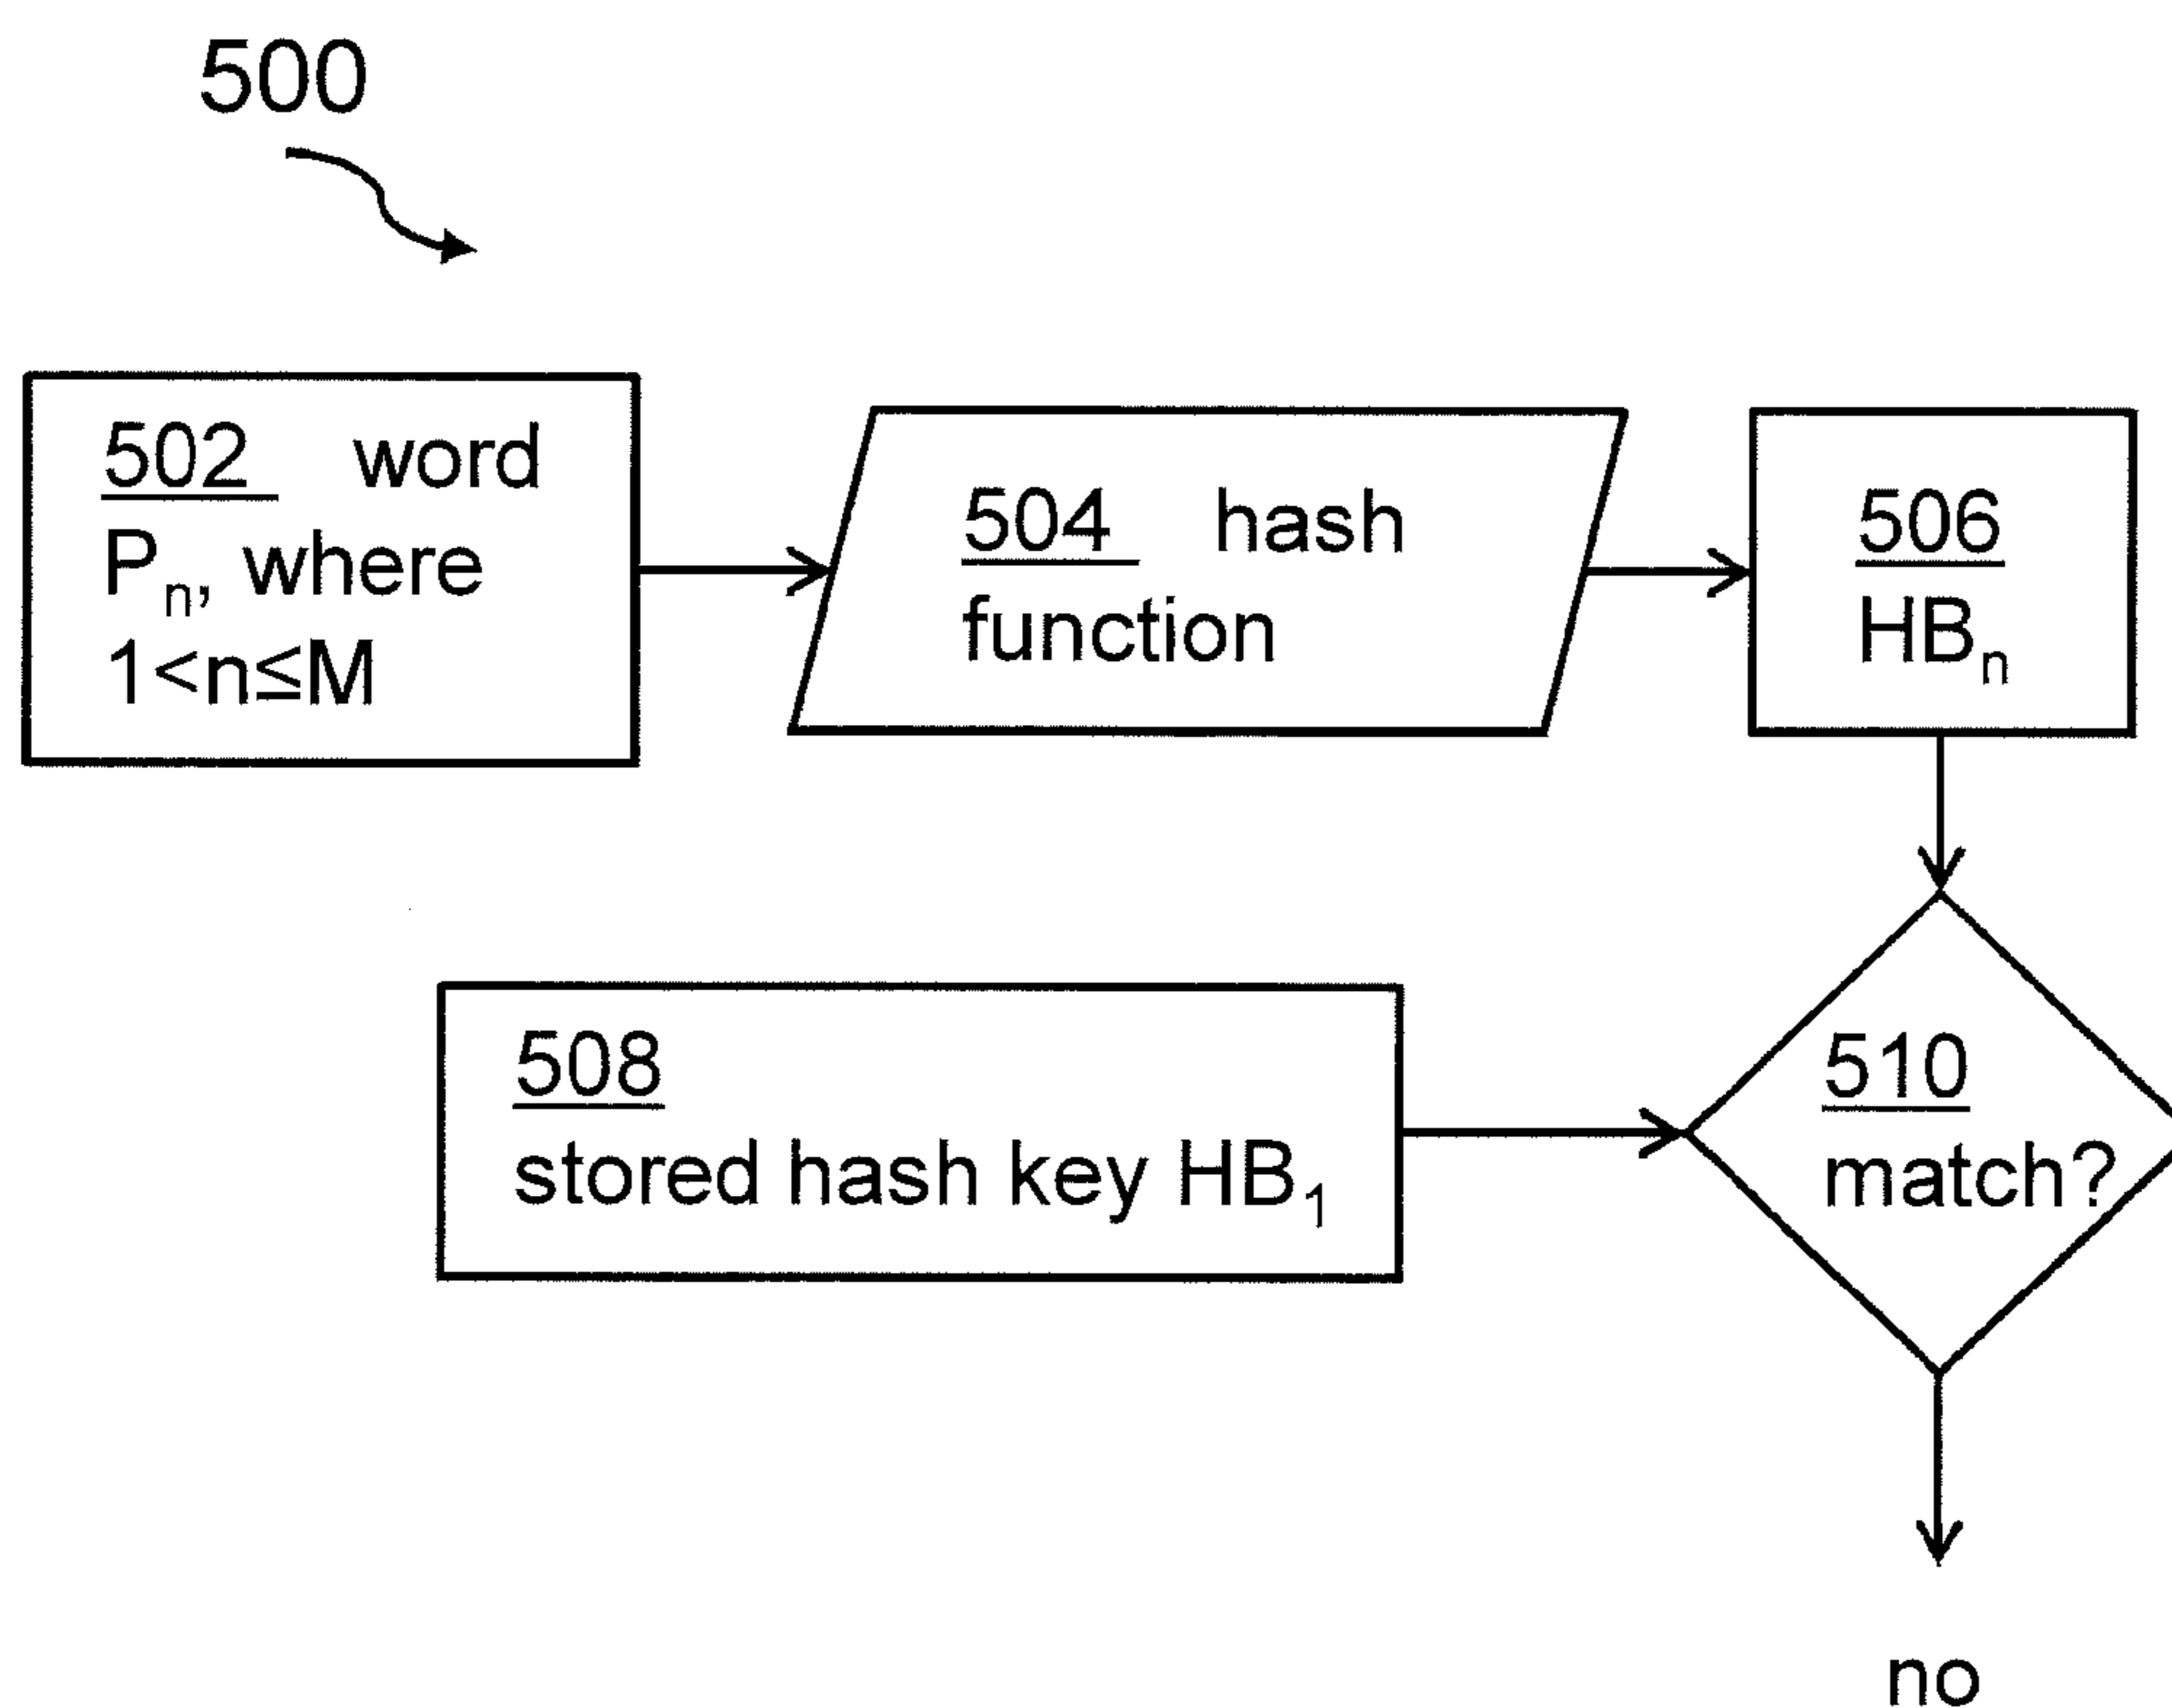 500
502 word
Pₙ, where
1<n≤M
504 hash
function
506
HBₙ
508
stored hash key HB₁
510
match?
no